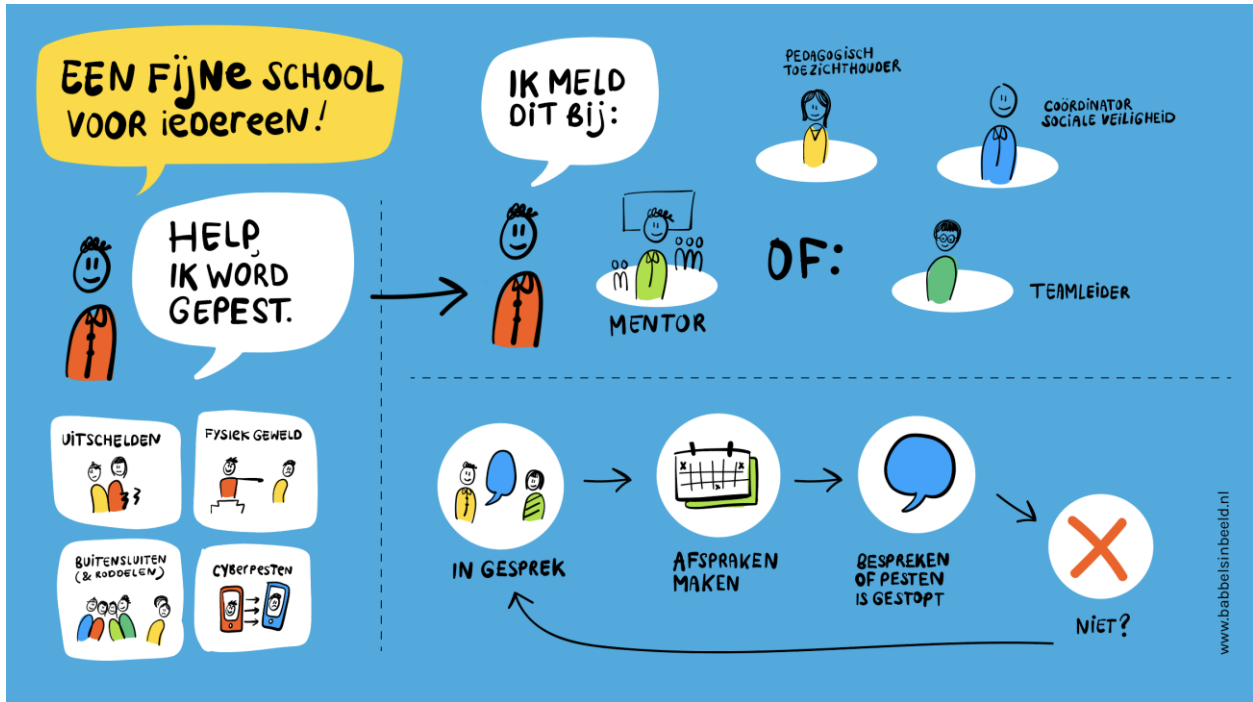 EEN FIJNE SCHOOL
VOOR IEDEREEN!
HELP,
IK WORD
GEPEST.
UITSCHELDEN
FYSIEK GEWELD
BUITENSLUITEN
(& RODDELEN)
CYBERPESTEN
IK MELD
DIT BIJ:
MENTOR
OF:
PEDAGOGISCH
TOEZICHTHOUDER
COÖRDINATOR
SOCIALE VEILIGHEID
TEAMLEIDER
IN GESPREK
AFSPRAKEN
MAKEN
BESPREKEN
OF PESTEN
IS GESTOPT
NIET?
www.babbelsinbeeld.nl